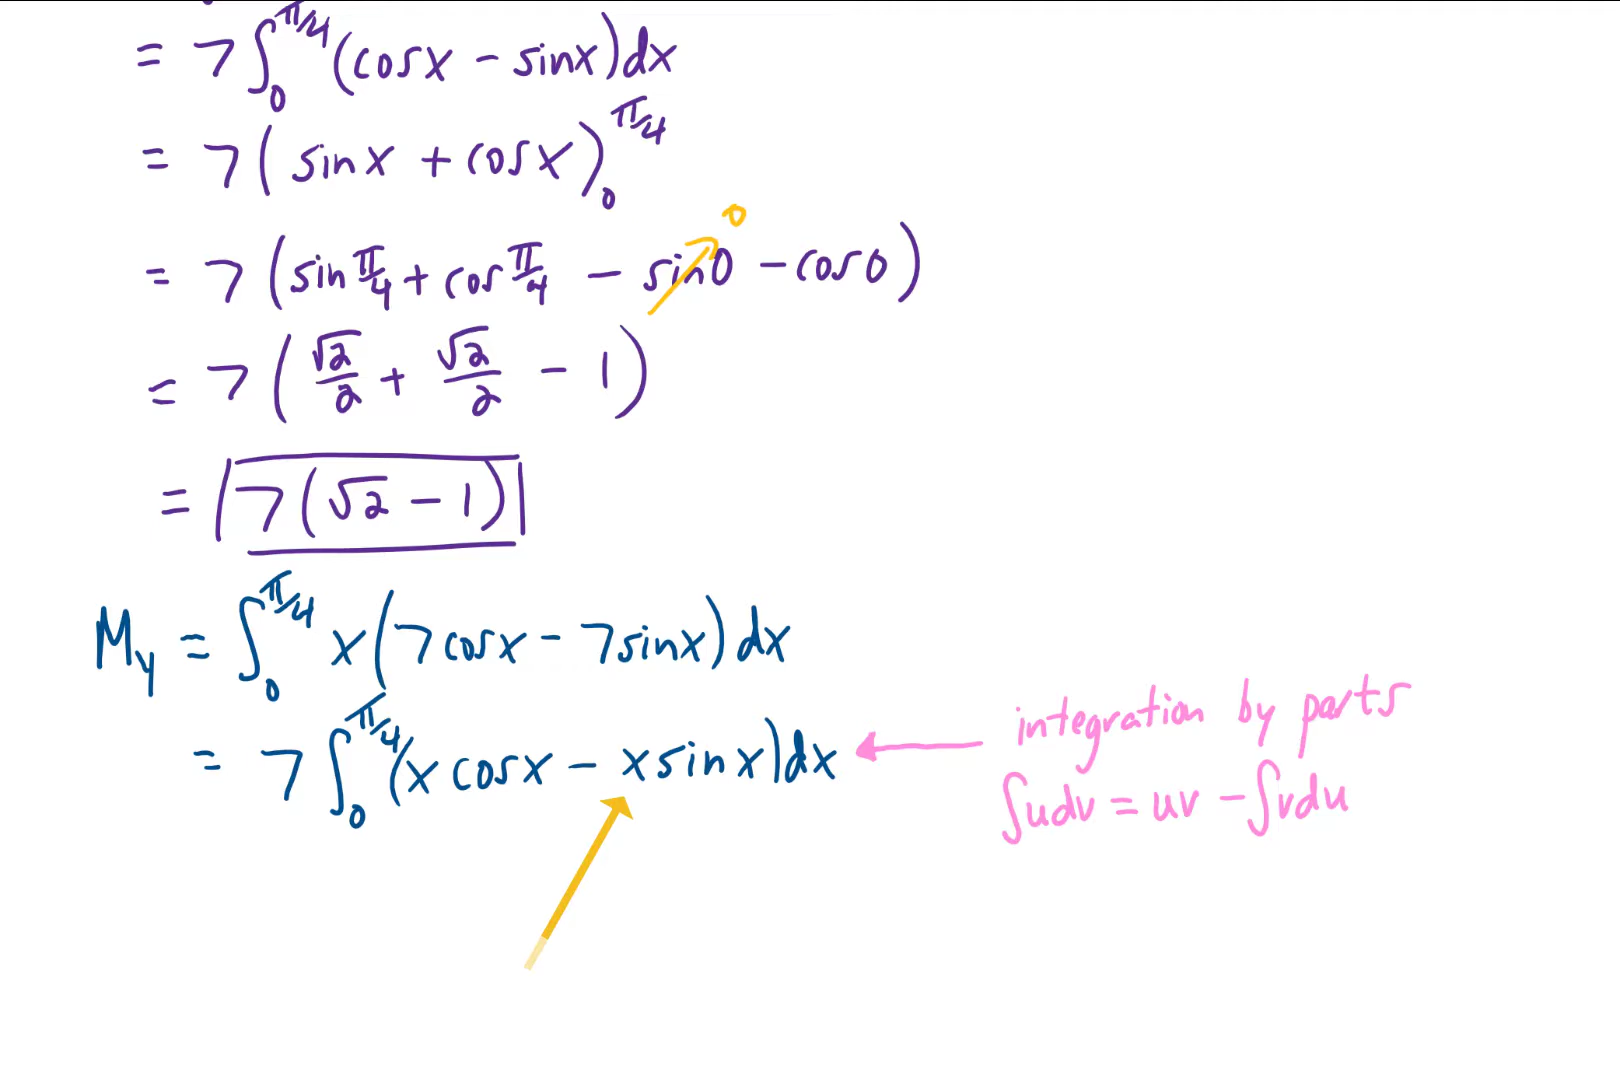 = 7∫₀^{π/4} (cosx - sinx)dx
= 7(sinx + cosx)₀^{π/4}
= 7(sin π/4 + cos π/4 - sin0 - cos0) 0
= 7(√2/2 + √2/2 - 1)
= 7(√2 - 1)
My = ∫₀^{π/4} x(7cosx - 7sinx)dx
= 7∫₀^{π/4} (x cosx - x sinx)dx
integration by parts
∫udv = uv - ∫vdu